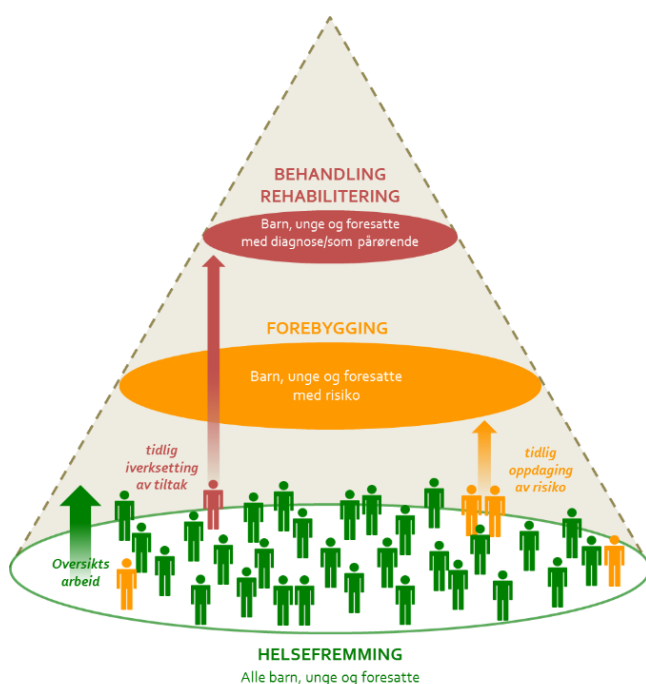 BEHANDLING
REHABILITERING
Barn, unge og foresatte
med diagnose/som pårørende
FOREBYGGING
Barn, unge og foresatte
med risiko
tidlig
iverksetting
av tiltak
tidlig
oppdaging
av risiko
Oversikts
arbeid
HELSEFREMMING
Alle barn, unge og foresatte